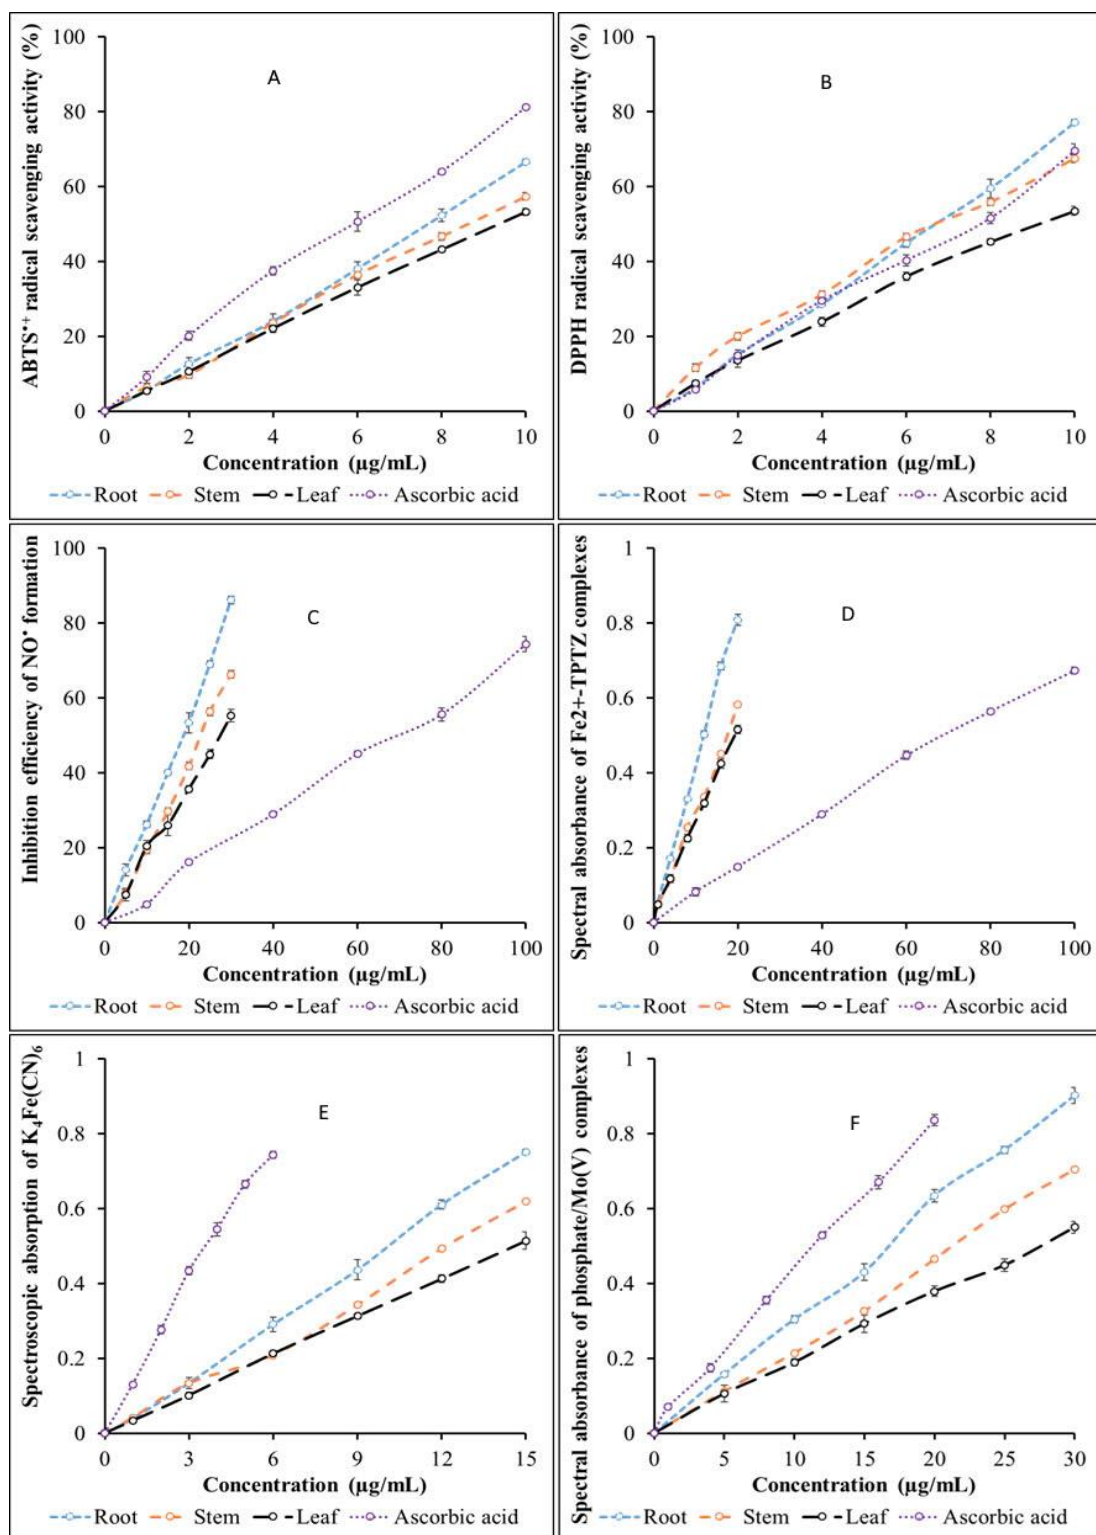 ABTS•+ radical scavenging activity (%)
100
80
60
40
20
0
A
0 2 4 6 8 10
Concentration (µg/mL)
Root Stem Leaf Ascorbic acid
DPPH radical scavenging activity (%)
100
80
60
40
20
0
B
0 2 4 6 8 10
Concentration (µg/mL)
Root Stem Leaf Ascorbic acid
Inhibition efficiency of NO• formation
100
80
60
40
20
0
C
0 20 40 60 80 100
Concentration (µg/mL)
Root Stem Leaf Ascorbic acid
Spectral absorbance of Fe2+-TPTZ complexes
1
0.8
0.6
0.4
0.2
0
D
0 20 40 60 80 100
Concentration (µg/mL)
Root Stem Leaf Ascorbic acid
Spectroscopic absorption of K₄Fe(CN)₆
1
0.8
0.6
0.4
0.2
0
E
0 3 6 9 12 15
Concentration (µg/mL)
Root Stem Leaf Ascorbic acid
Spectral absorbance of phosphate/Mo(V) complexes
1
0.8
0.6
0.4
0.2
0
F
0 5 10 15 20 25 30
Concentration (µg/mL)
Root Stem Leaf Ascorbic acid